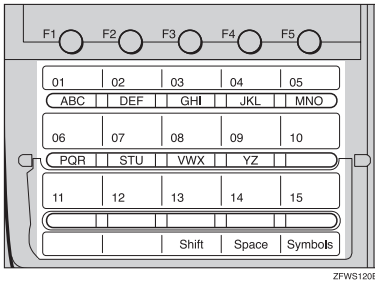 F1 F2 F3 F4 F5
01 02 03 04 05
ABC DEF GHI JKL MNO
06 07 08 09 10
PQR STU VWX YZ
11 12 13 14 15
Shift Space Symbols
ZFWS120E